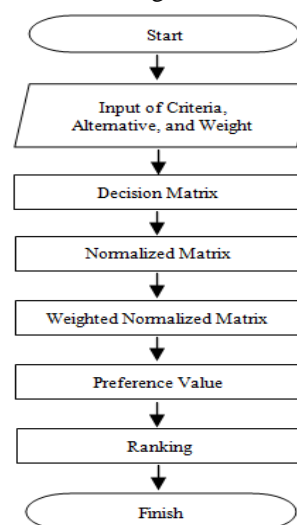 Start
Input of Criteria,
Alternative, and Weight
Decision Matrix
Normalized Matrix
Weighted Normalized Matrix
Preference Value
Ranking
Finish